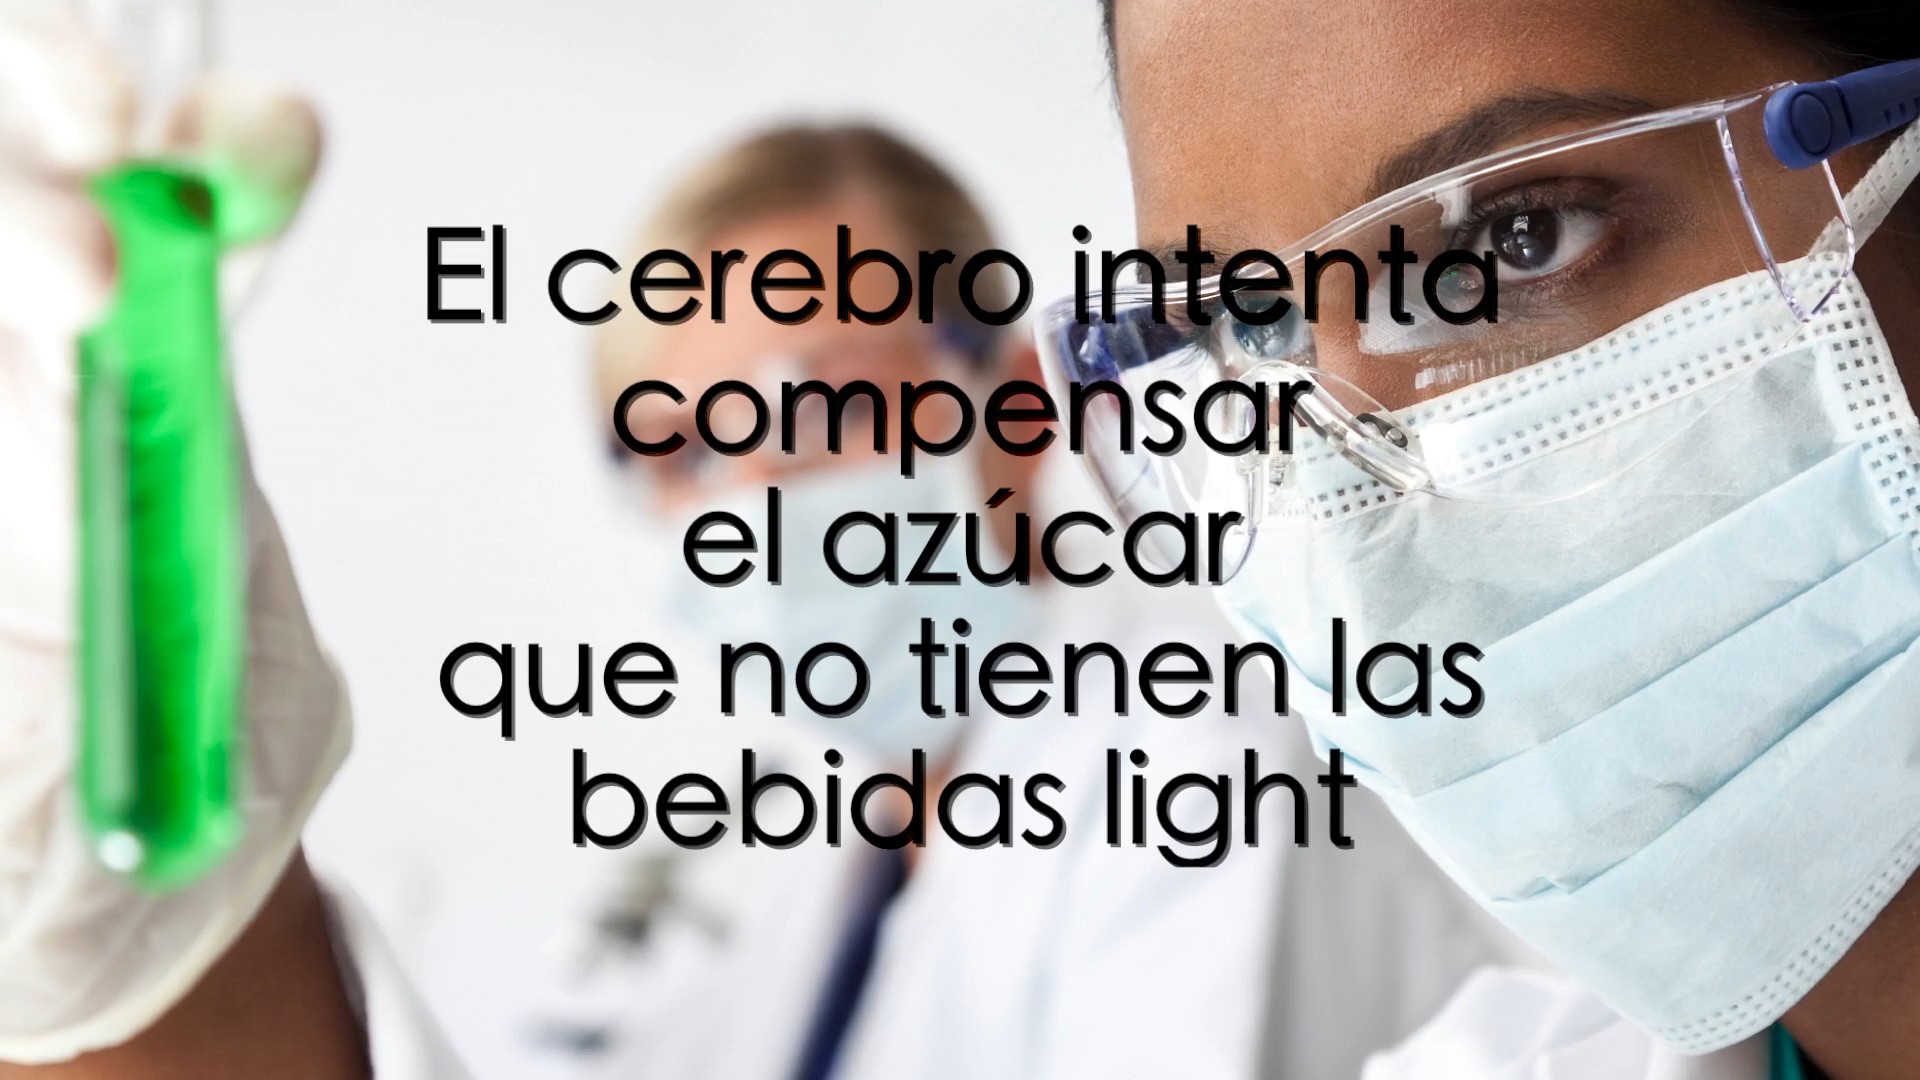 El cerebro intenta
compensar
el azúcar
que no tienen las
bebidas light